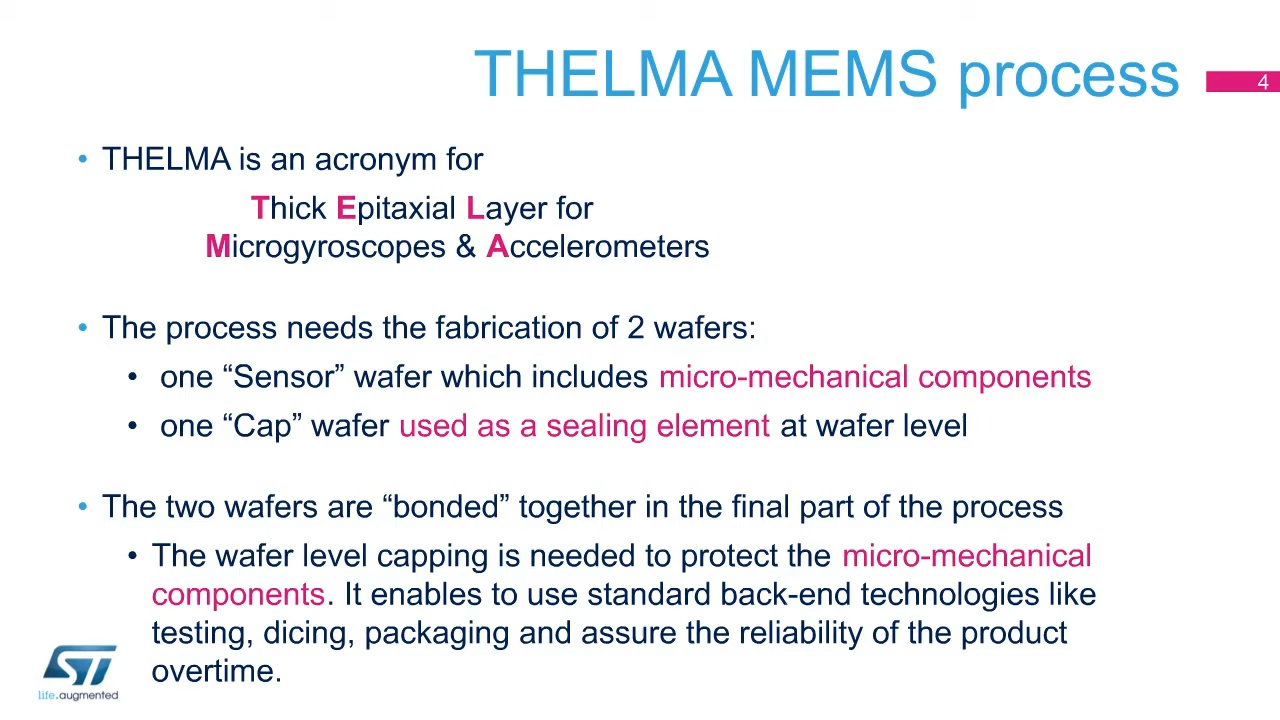 THELMA MEMS process
4
• THELMA is an acronym for
Thick Epitaxial Layer for
Microgyroscopes & Accelerometers
• The process needs the fabrication of 2 wafers:
• one “Sensor” wafer which includes micro-mechanical components
• one “Cap” wafer used as a sealing element at wafer level
• The two wafers are “bonded” together in the final part of the process
• The wafer level capping is needed to protect the micro-mechanical
components. It enables to use standard back-end technologies like
testing, dicing, packaging and assure the reliability of the product
overtime.
ST
life.augmented